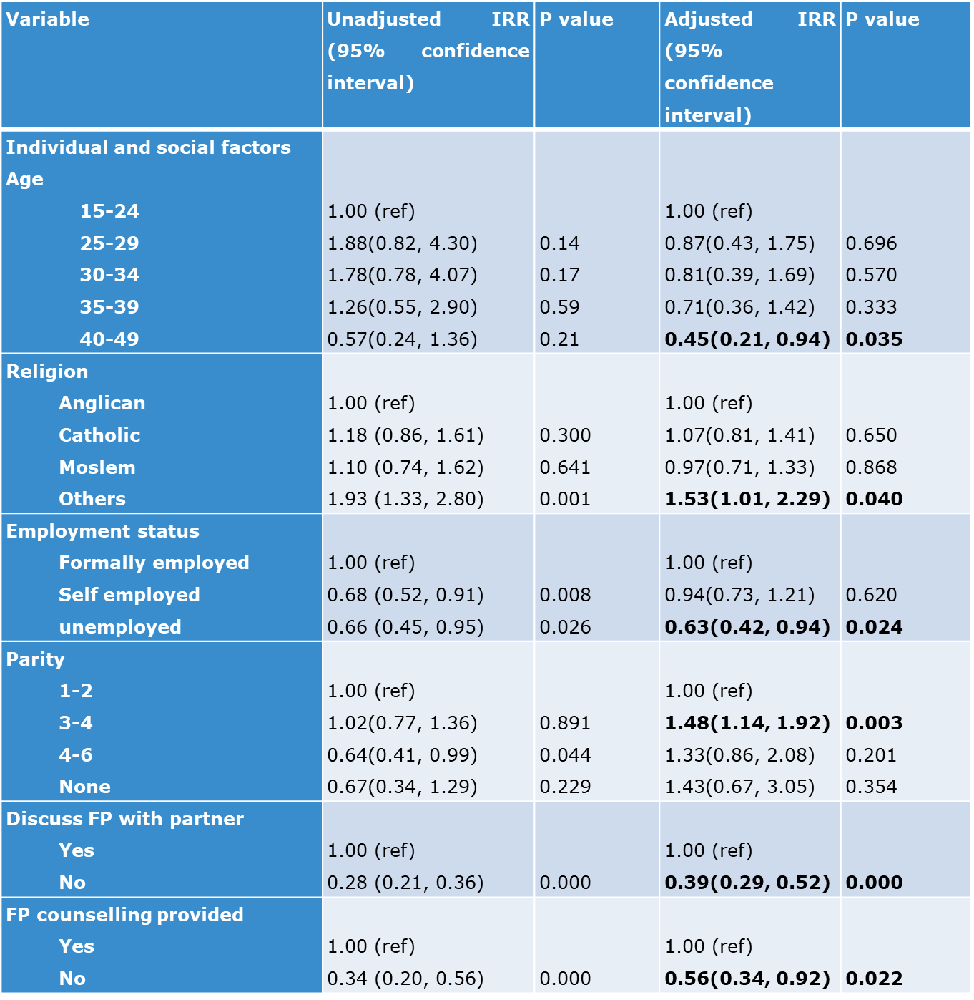 Variable Unadjusted IRR P value Adjusted IRR P value
(95% confidence (95%
interval) confidence
interval)
Individual and social factors
Age
15-24 1.00 (ref) 1.00 (ref)
25-29 1.88(0.82, 4.30) 0.14 0.87(0.43, 1.75) 0.696
30-34 1.78(0.78, 4.07) 0.17 0.81(0.39, 1.69) 0.570
35-39 1.26(0.55, 2.90) 0.59 0.71(0.36, 1.42) 0.333
40-49 0.57(0.24, 1.36) 0.21 0.45(0.21, 0.94) 0.035
Religion
Anglican 1.00 (ref) 1.00 (ref)
Catholic 1.18 (0.86, 1.61) 0.300 1.07(0.81, 1.41) 0.650
Moslem 1.10 (0.74, 1.62) 0.641 0.97(0.71, 1.33) 0.868
Others 1.93 (1.33, 2.80) 0.001 1.53(1.01, 2.29) 0.040
Employment status
Formally employed 1.00 (ref) 1.00 (ref)
Self employed 0.68 (0.52, 0.91) 0.008 0.94(0.73, 1.21) 0.620
unemployed 0.66 (0.45, 0.95) 0.026 0.63(0.42, 0.94) 0.024
Parity
1-2 1.00 (ref) 1.00 (ref)
3-4 1.02(0.77, 1.36) 0.891 1.48(1.14, 1.92) 0.003
4-6 0.64(0.41, 0.99) 0.044 1.33(0.86, 2.08) 0.201
None 0.67(0.34, 1.29) 0.229 1.43(0.67, 3.05) 0.354
Discuss FP with partner
Yes 1.00 (ref) 1.00 (ref)
No 0.28 (0.21, 0.36) 0.000 0.39(0.29, 0.52) 0.000
FP counselling provided
Yes 1.00 (ref) 1.00 (ref)
No 0.34 (0.20, 0.56) 0.000 0.56(0.34, 0.92) 0.022